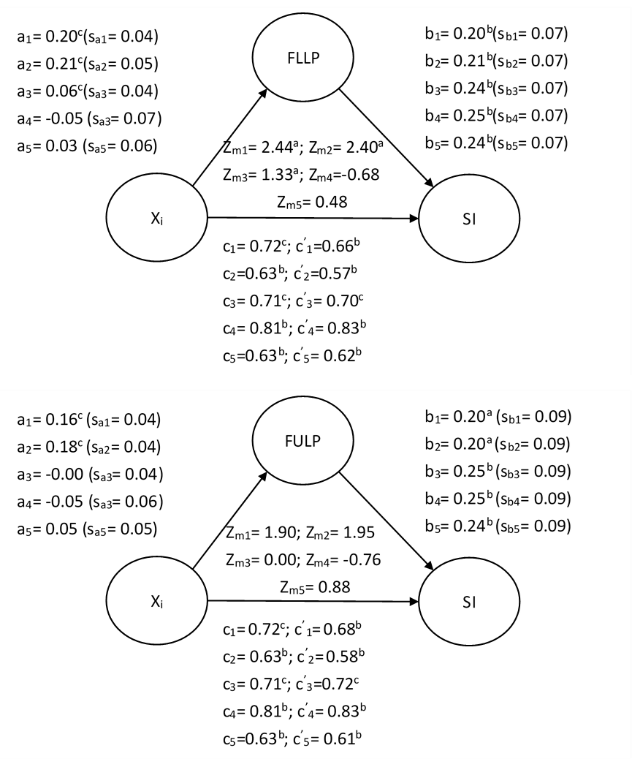 a₁= 0.20ᶜ(sₐ₁= 0.04)
a₂= 0.21ᶜ(sₐ₂= 0.05)
a₃= 0.06ᶜ(sₐ₃= 0.04)
a₄= -0.05 (sₐ₃= 0.07)
a₅= 0.03 (sₐ₅= 0.06)
FLLP
b₁= 0.20ᵇ(s_b₁= 0.07)
b₂= 0.21ᵇ(s_b₂= 0.07)
b₃= 0.24ᵇ(s_b₃= 0.07)
b₄= 0.25ᵇ(s_b₄= 0.07)
b₅= 0.24ᵇ(s_b₅= 0.07)
Zₘ₁= 2.44ᵃ; Zₘ₂= 2.40ᵃ
Zₘ₃= 1.33ᵃ; Zₘ₄=-0.68
Zₘ₅= 0.48
Xᵢ
SI
c₁= 0.72ᶜ; c'₁=0.66ᵇ
c₂=0.63ᵇ; c'₂=0.57ᵇ
c₃= 0.71ᶜ; c'₃= 0.70ᶜ
c₄= 0.81ᵇ; c'₄= 0.83ᵇ
c₅=0.63ᵇ; c'₅= 0.62ᵇ
a₁= 0.16ᶜ (sₐ₁= 0.04)
a₂= 0.18ᶜ (sₐ₂= 0.04)
a₃= -0.00 (sₐ₃= 0.04)
a₄= -0.05 (sₐ₃= 0.06)
a₅= 0.05 (sₐ₅= 0.05)
FULP
b₁= 0.20ᵃ (s_b₁= 0.09)
b₂= 0.20ᵃ (s_b₂= 0.09)
b₃= 0.25ᵇ (s_b₃= 0.09)
b₄= 0.25ᵇ (s_b₄= 0.09)
b₅= 0.24ᵇ (s_b₅= 0.09)
Zₘ₁= 1.90; Zₘ₂= 1.95
Zₘ₃= 0.00; Zₘ₄= -0.76
Zₘ₅= 0.88
Xᵢ
SI
c₁= 0.72ᶜ; c'₁= 0.68ᵇ
c₂= 0.63ᵇ; c'₂=0.58ᵇ
c₃= 0.71ᶜ; c'₃=0.72ᶜ
c₄= 0.81ᵇ; c'₄= 0.83ᵇ
c₅=0.63ᵇ; c'₅= 0.61ᵇ